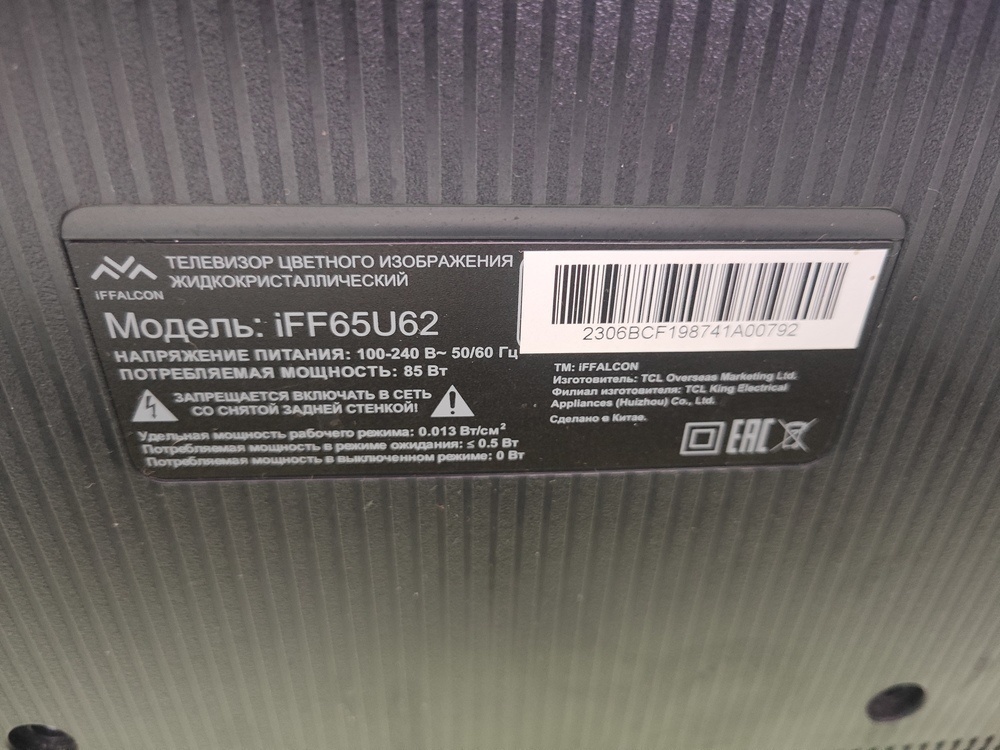 iFFALCON
ТЕЛЕВИЗОР ЦВЕТНОГО ИЗОБРАЖЕНИЯ
ЖИДКОКРИСТАЛЛИЧЕСКИЙ
Модель: iFF65U62
НАПРЯЖЕНИЕ ПИТАНИЯ: 100-240 В~ 50/60 Гц
ПОТРЕБЛЯЕМАЯ МОЩНОСТЬ: 85 Вт
ЗАПРЕЩАЕТСЯ ВКЛЮЧАТЬ В СЕТЬ
СО СНЯТОЙ ЗАДНЕЙ СТЕНКОЙ!
Удельная мощность рабочего режима: 0.013 Вт/см²
Потребляемая мощность в режиме ожидания: ≤ 0.5 Вт
Потребляемая мощность в выключенном режиме: 0 Вт
2306BCF198741A00792
TM: iFFALCON
Изготовитель: TCL Overseas Marketing Ltd.
Филиал изготовителя: TCL King Electrical
Appliances (Huizhou) Co., Ltd.
Сделано в Китае.
EAC